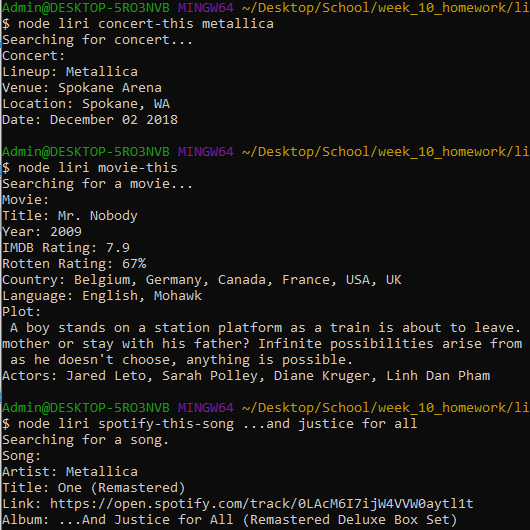 Admin@DESKTOP-5RO3NVB MINGW64 ~/Desktop/School/week_10_homework/li
$ node liri concert-this metallica
Searching for concert...
Concert:
Lineup: Metallica
Venue: Spokane Arena
Location: Spokane, WA
Date: December 02 2018
Admin@DESKTOP-5RO3NVB MINGW64 ~/Desktop/School/week_10_homework/li
$ node liri movie-this
Searching for a movie...
Movie:
Title: Mr. Nobody
Year: 2009
IMDB Rating: 7.9
Rotten Rating: 67%
Country: Belgium, Germany, Canada, France, USA, UK
Language: English, Mohawk
Plot:
A boy stands on a station platform as a train is about to leave.
mother or stay with his father? Infinite possibilities arise from
as he doesn't choose, anything is possible.
Actors: Jared Leto, Sarah Polley, Diane Kruger, Linh Dan Pham
Admin@DESKTOP-5RO3NVB MINGW64 ~/Desktop/School/week_10_homework/li
$ node liri spotify-this-song ...and justice for all
Searching for a song.
Song:
Artist: Metallica
Title: One (Remastered)
Link: https://open.spotify.com/track/0LAcM6I7ijW4VVW0aytl1t
Album: ...And Justice for All (Remastered Deluxe Box Set)